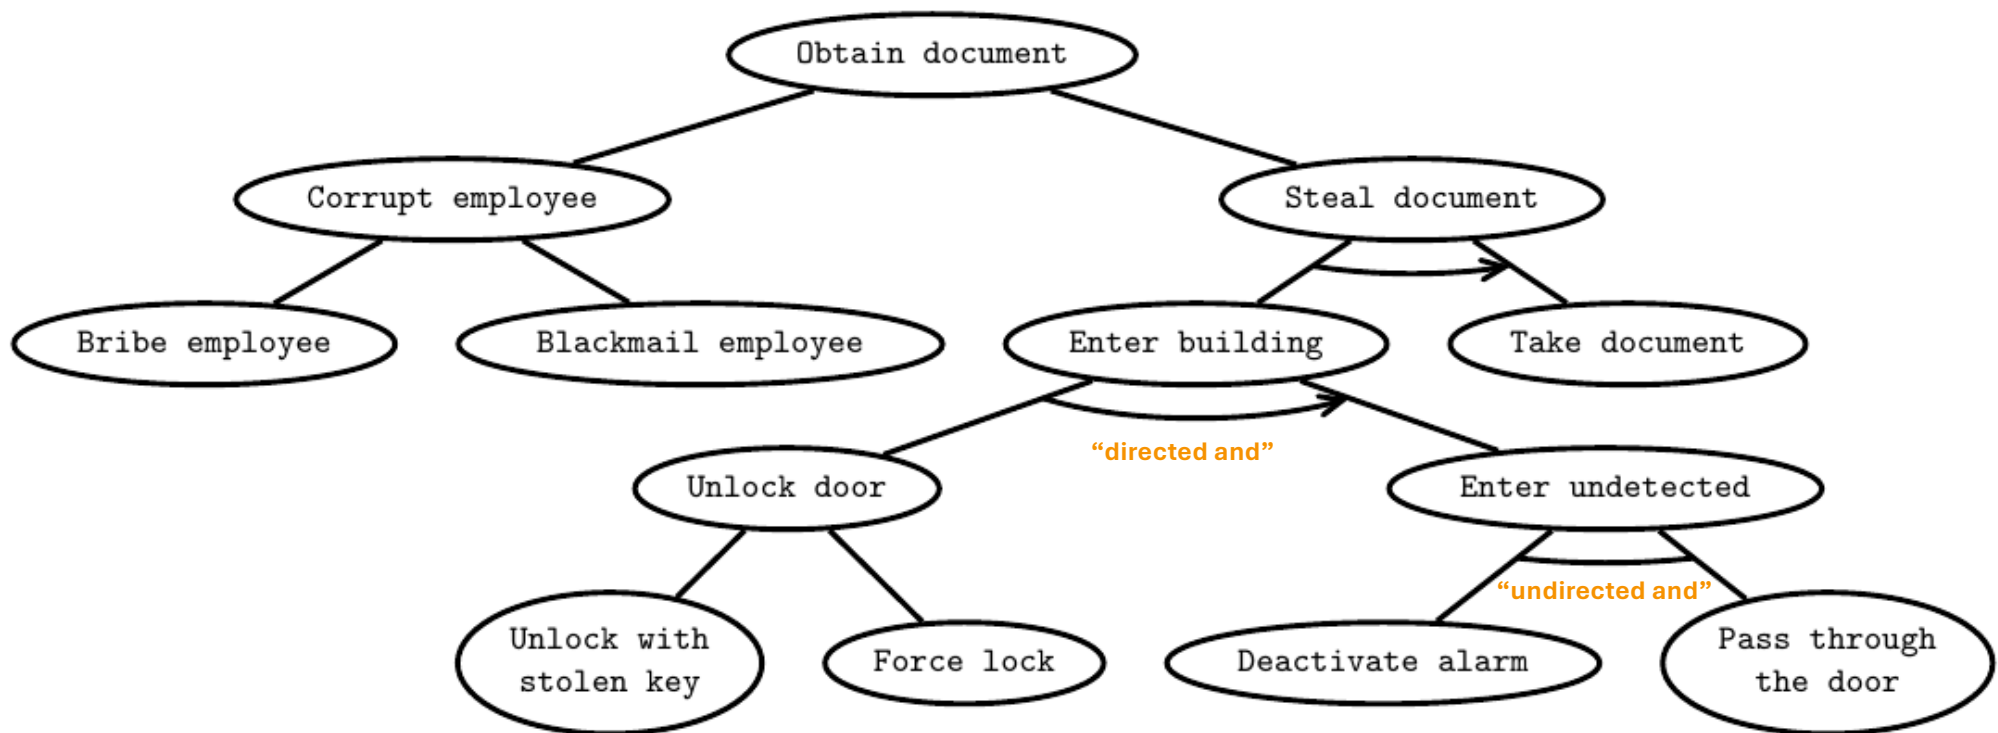 Obtain document
Corrupt employee
Steal document
Bribe employee
Blackmail employee
Enter building
Take document
“directed and”
Unlock door
Enter undetected
“undirected and”
Unlock with
stolen key
Force lock
Deactivate alarm
Pass through
the door